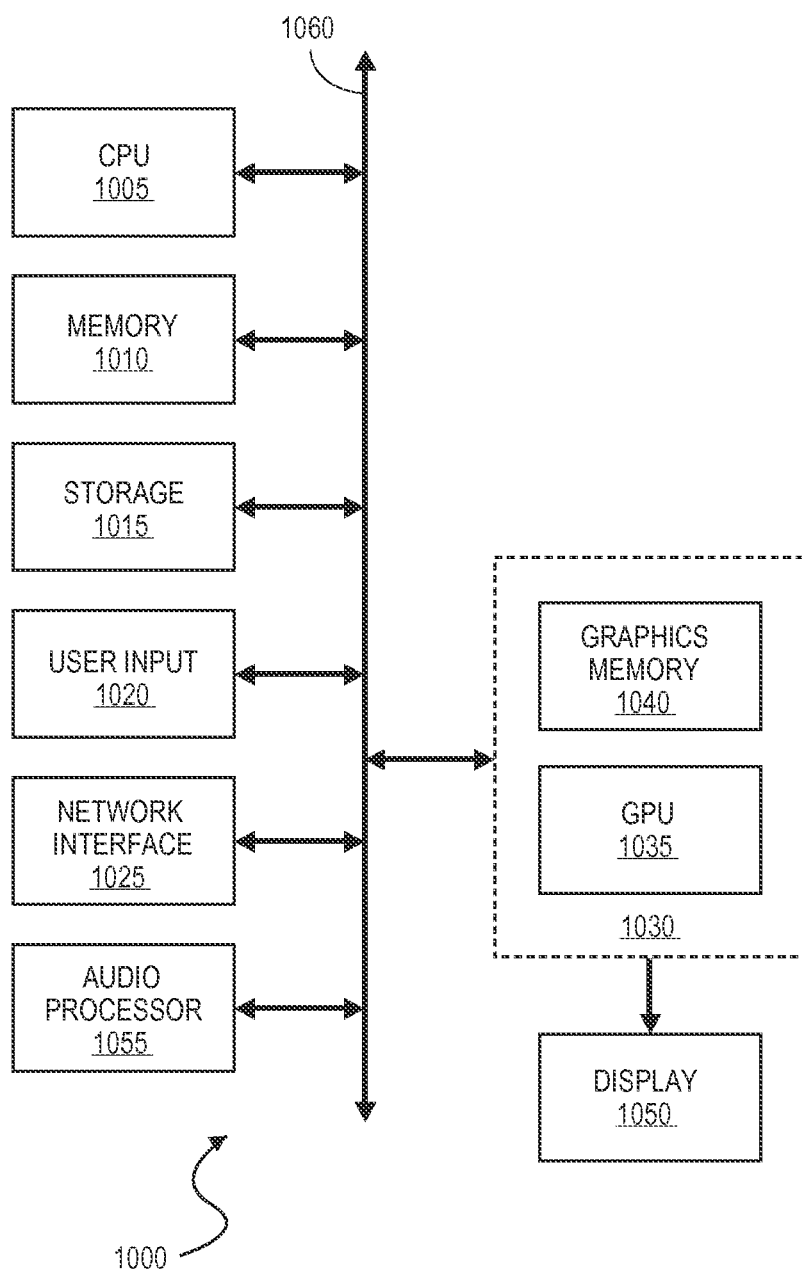 1060
CPU
1005
MEMORY
1010
STORAGE
1015
USER INPUT
1020
NETWORK
INTERFACE
1025
AUDIO
PROCESSOR
1055
GRAPHICS
MEMORY
1040
GPU
1035
1030
DISPLAY
1050
1000